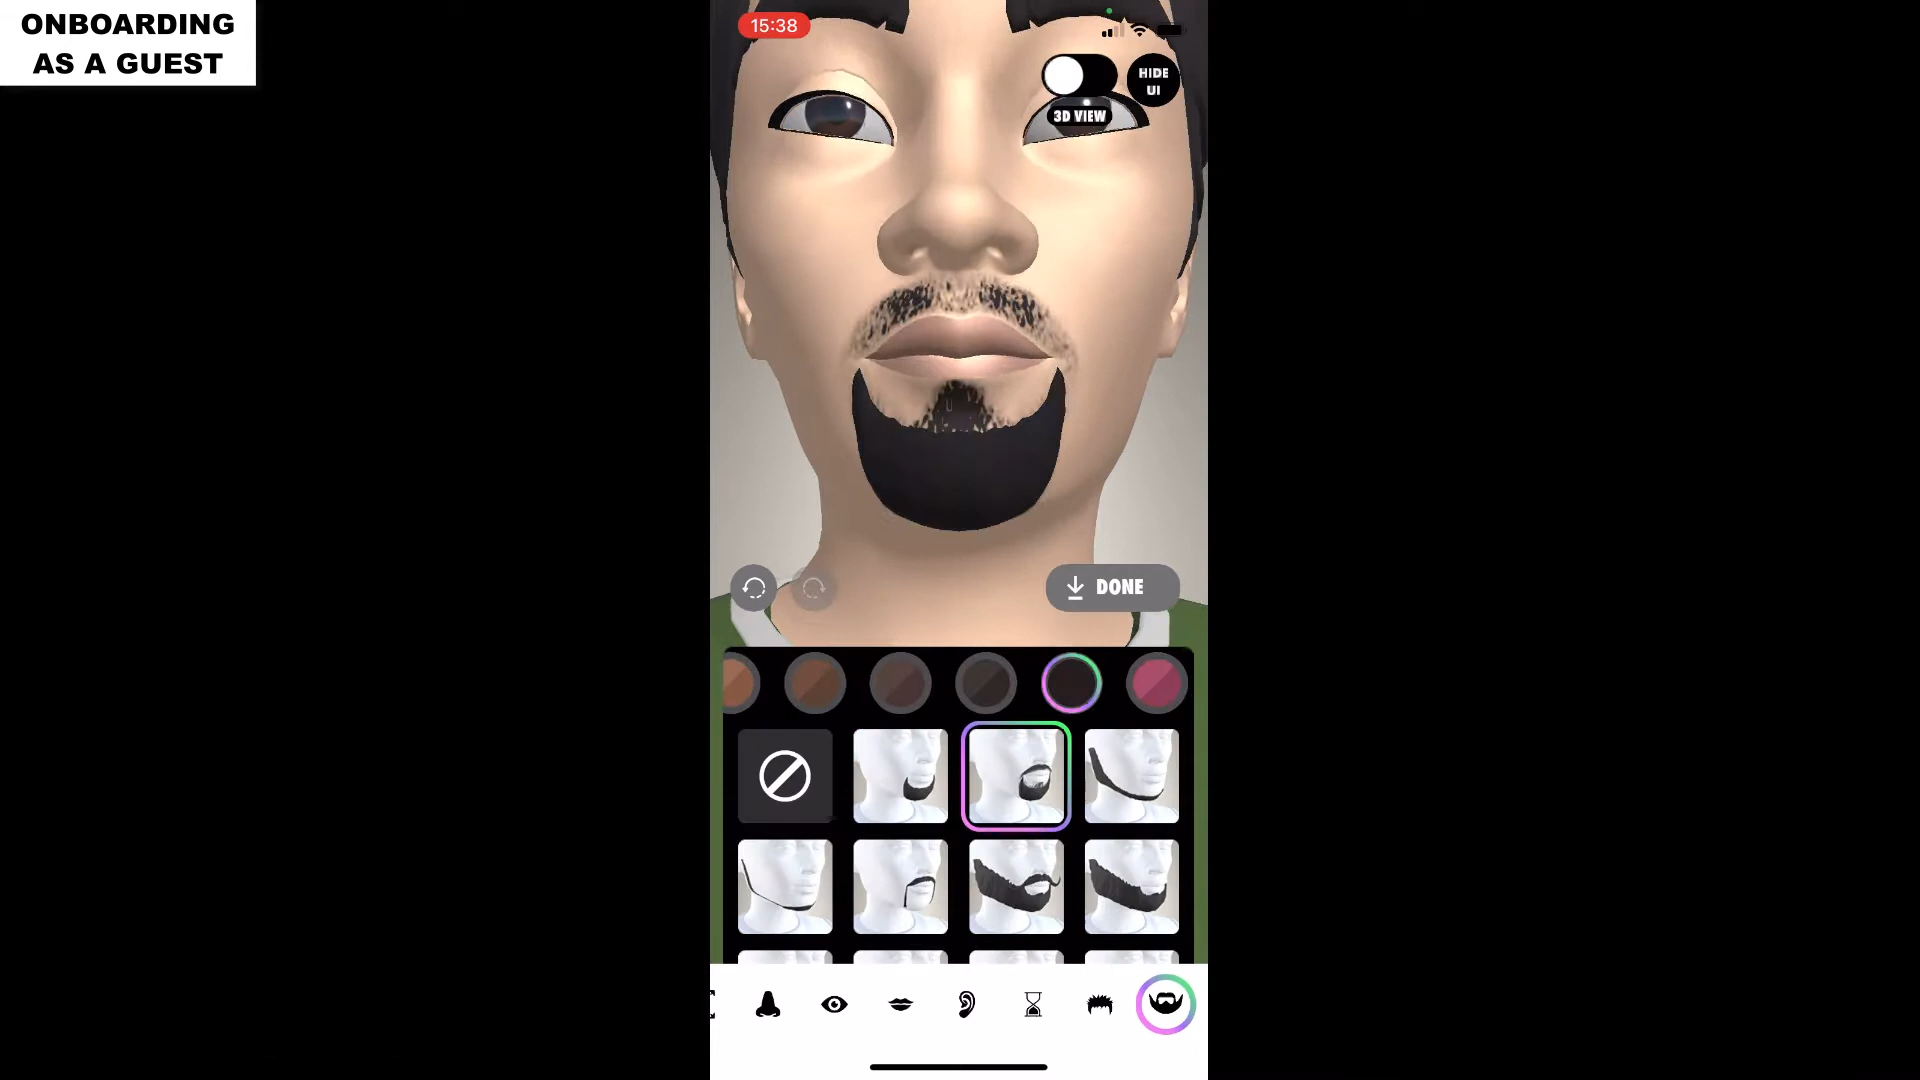 ONBOARDING
AS A GUEST
15:38
HIDE
UI
3D VIEW
DONE